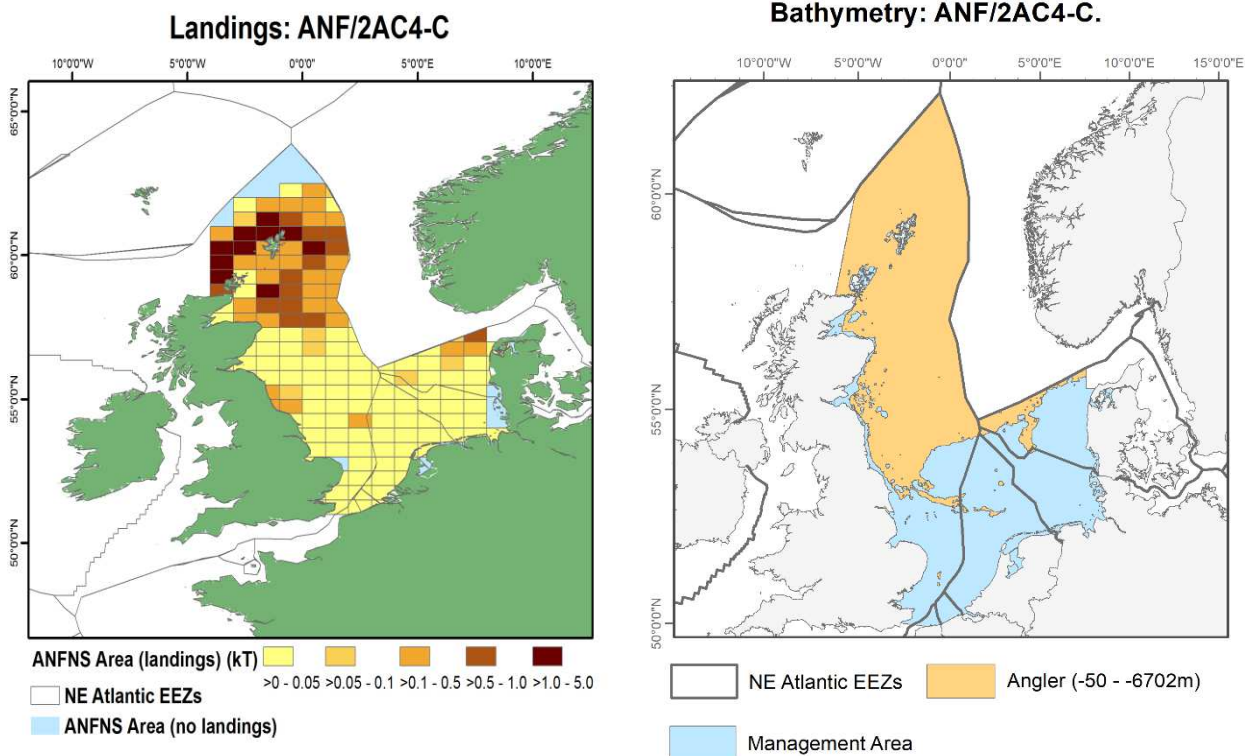 Landings: ANF/2AC4-C
10°0'0"W 5°0'0"W 0°0'0" 5°0'0"E 10°0'0"E
65°0'0"N
60°0'0"N
55°0'0"N
50°0'0"N
ANFNS Area (landings) (kT)
>0 - 0.05 >0.05 - 0.1 >0.1 - 0.5 >0.5 - 1.0 >1.0 - 5.0
NE Atlantic EEZs
ANFNS Area (no landings)
Bathymetry: ANF/2AC4-C.
10°0'0"W 5°0'0"W 0°0'0" 5°0'0"E 10°0'0"E 15°0'0"E
60°0'0"N
55°0'0"N
50°0'0"N
NE Atlantic EEZs
Angler (-50 - -6702m)
Management Area